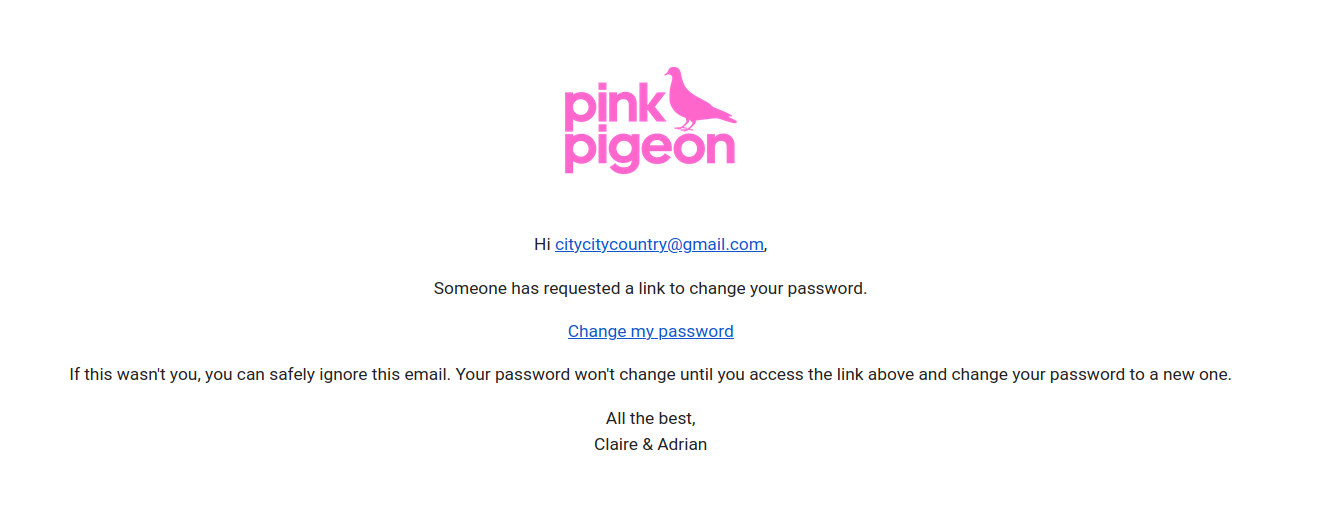 pink
pigeon
Hi citycitycountry@gmail.com,
Someone has requested a link to change your password.
Change my password
If this wasn't you, you can safely ignore this email. Your password won't change until you access the link above and change your password to a new one.
All the best,
Claire & Adrian